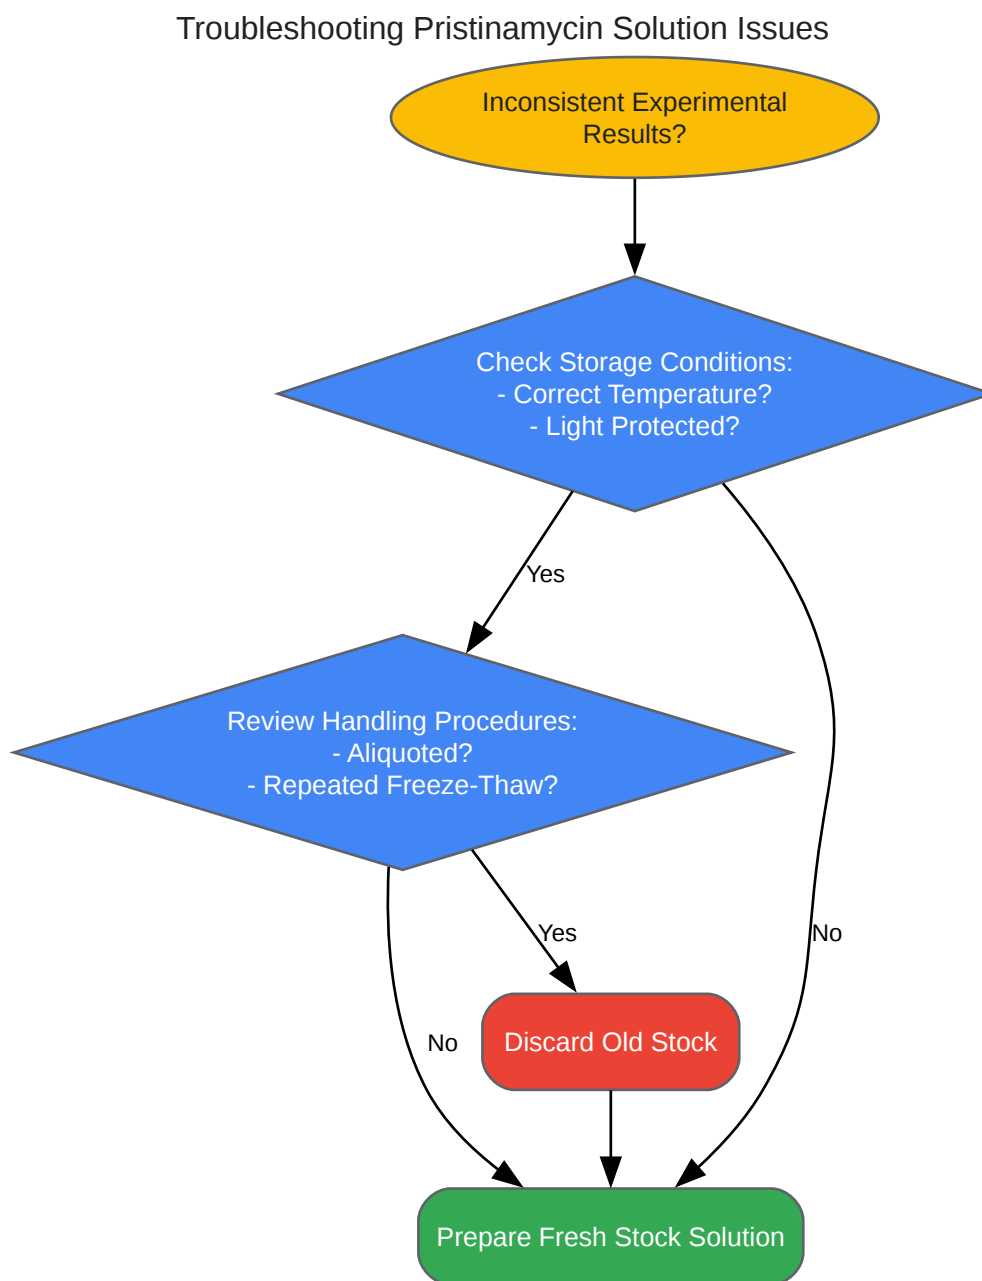 Troubleshooting Pristinamycin Solution Issues
Inconsistent Experimental
Results?
Check Storage Conditions:
- Correct Temperature?
- Light Protected?
Yes
Review Handling Procedures:
- Aliquoted?
- Repeated Freeze-Thaw?
Yes
No
No
Discard Old Stock
Prepare Fresh Stock Solution